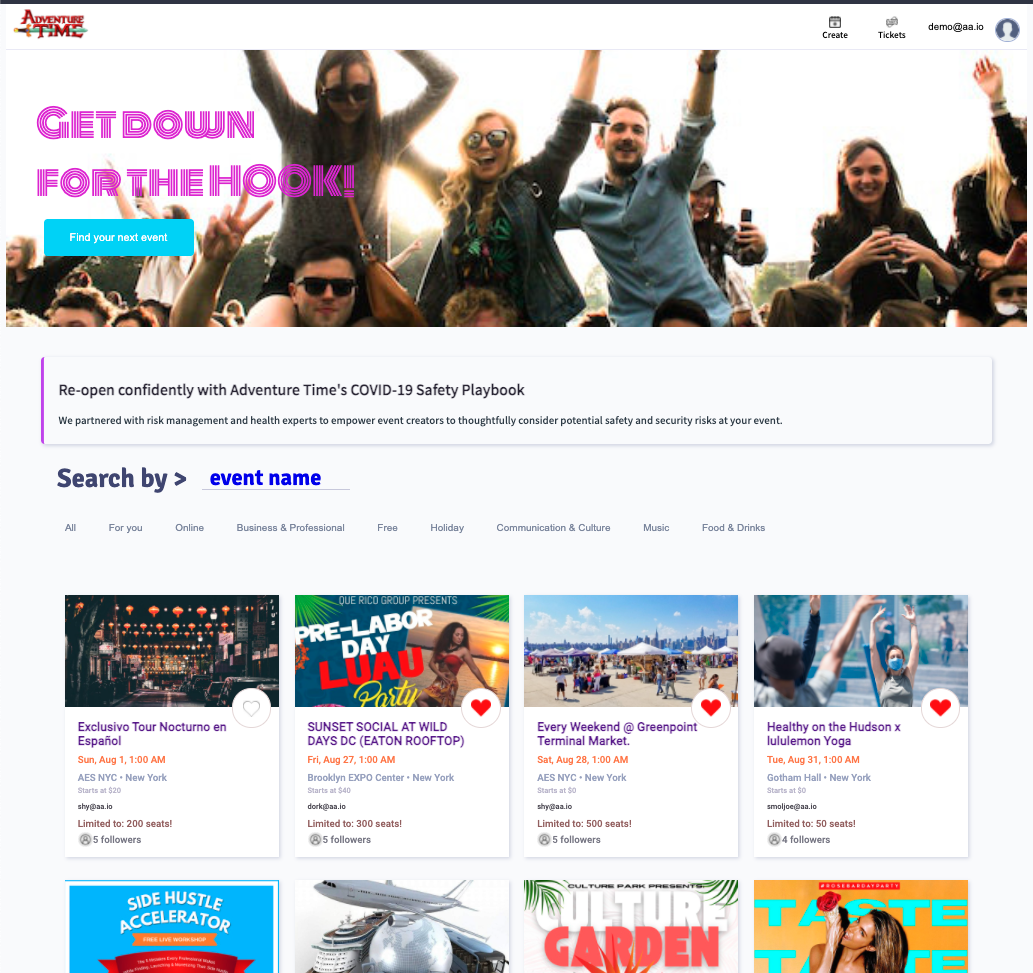 ADVENTURE
TIME
Create
Tickets
demo@aa.io
GET DOWN
FOR THE HOOK!
Find your next event
Re-open confidently with Adventure Time's COVID-19 Safety Playbook
We partnered with risk management and health experts to empower event creators to thoughtfully consider potential safety and security risks at your event.
Search by > event name
All For you Online Business & Professional Free Holiday Communication & Culture Music Food & Drinks
Exclusivo Tour Nocturno en
Español
Sun, Aug 1, 1:00 AM
AES NYC • New York
Starts at $20
shy@aa.io
Limited to: 200 seats!
5 followers
QUE RICO GROUP PRESENTS
PRE-LABOR
DAY
LUAU
Party
SUNSET SOCIAL AT WILD
DAYS DC (EATON ROOFTOP)
Fri, Aug 27, 1:00 AM
Brooklyn EXPO Center • New York
Starts at $40
dork@aa.io
Limited to: 300 seats!
5 followers
Every Weekend @ Greenpoint
Terminal Market.
Sat, Aug 28, 1:00 AM
AES NYC • New York
Starts at $0
shy@aa.io
Limited to: 500 seats!
5 followers
Healthy on the Hudson x
lululemon Yoga
Tue, Aug 31, 1:00 AM
Gotham Hall • New York
Starts at $0
smoljoe@aa.io
Limited to: 50 seats!
4 followers
SIDE HUSTLE
ACCELERATOR
FREE LIVE WORKSHOP
CULTURE PARK PRESENTS:
CULTURE
GARDEN
#ROSEBARDAYPARTY
TASTE